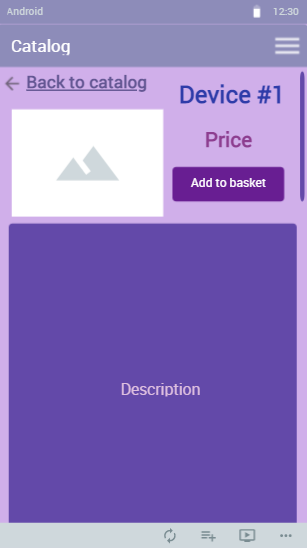 Android 12:30
Catalog
Back to catalog
Device #1
Price
Add to basket
Description